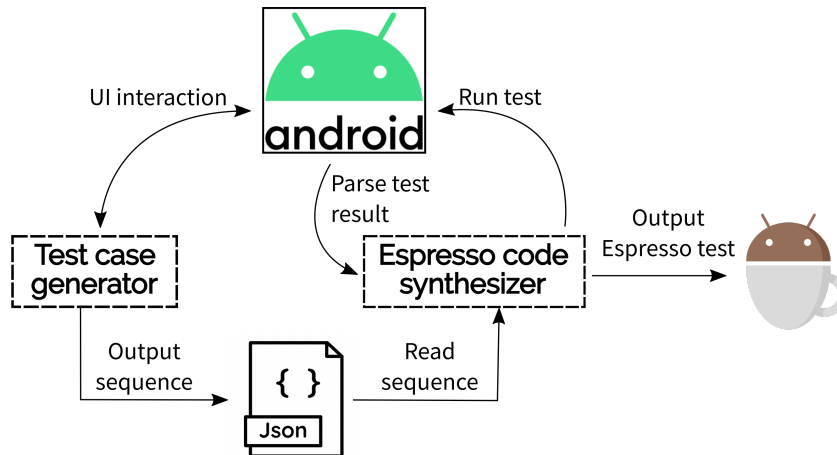 UI interaction
android
Run test
Parse test
result
Test case
generator
Espresso code
synthesizer
Output
Espresso test
Output
sequence
{ }
Json
Read
sequence